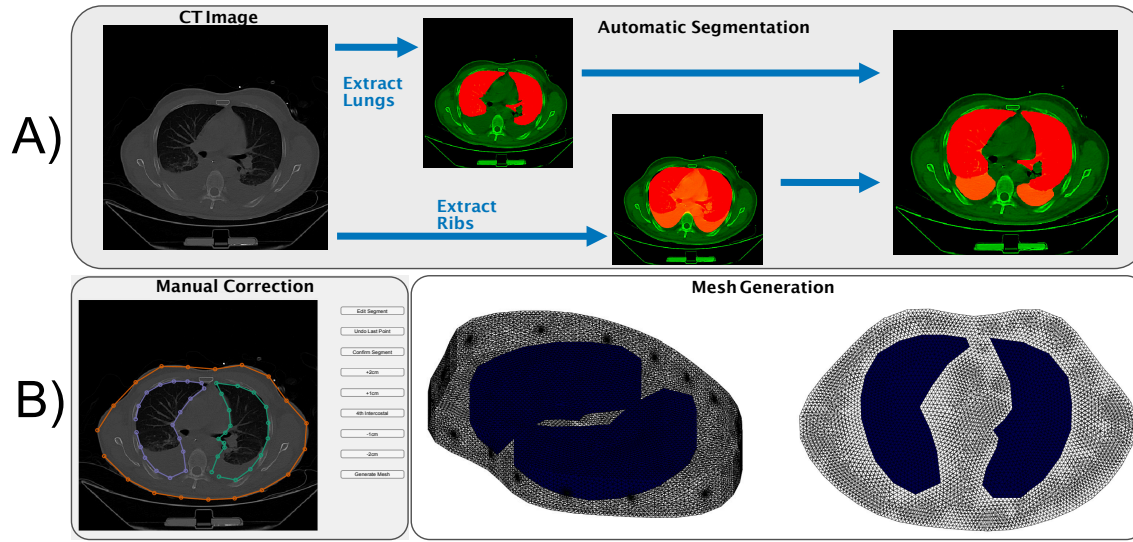 A)
CT Image
Automatic Segmentation
Extract
Lungs
Extract
Ribs
B)
Manual Correction
Edit Segment
Undo Last Point
Confirm Segment
+2cm
+1cm
4th Intercostal
-1cm
-2cm
Generate Mesh
Mesh Generation